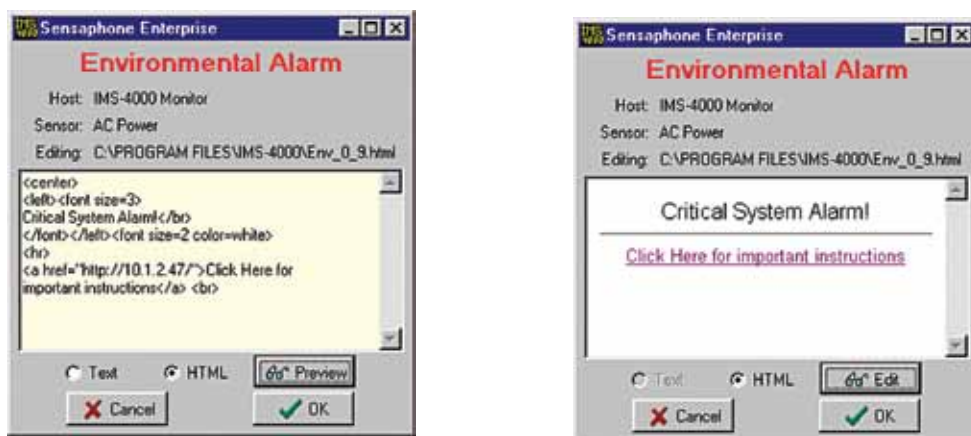 Sensaphone Enterprise
Environmental Alarm
Host: IMS-4000 Monitor
Sensor: AC Power
Editing: C:\PROGRAM FILES\IMS-4000\Env_0_9.html
<center>
<left><font size=3>
Critical System Alarm!</br>
</font></left><font size=2 color=white>
<hr>
<a href="http://10.1.2.47/">Click Here for
important instructions</a> <br>
Text HTML Preview
Cancel OK
Sensaphone Enterprise
Environmental Alarm
Host: IMS-4000 Monitor
Sensor: AC Power
Editing: C:\PROGRAM FILES\IMS-4000\Env_0_9.html
Critical System Alarm!
Click Here for important instructions
Text HTML Edit
Cancel OK